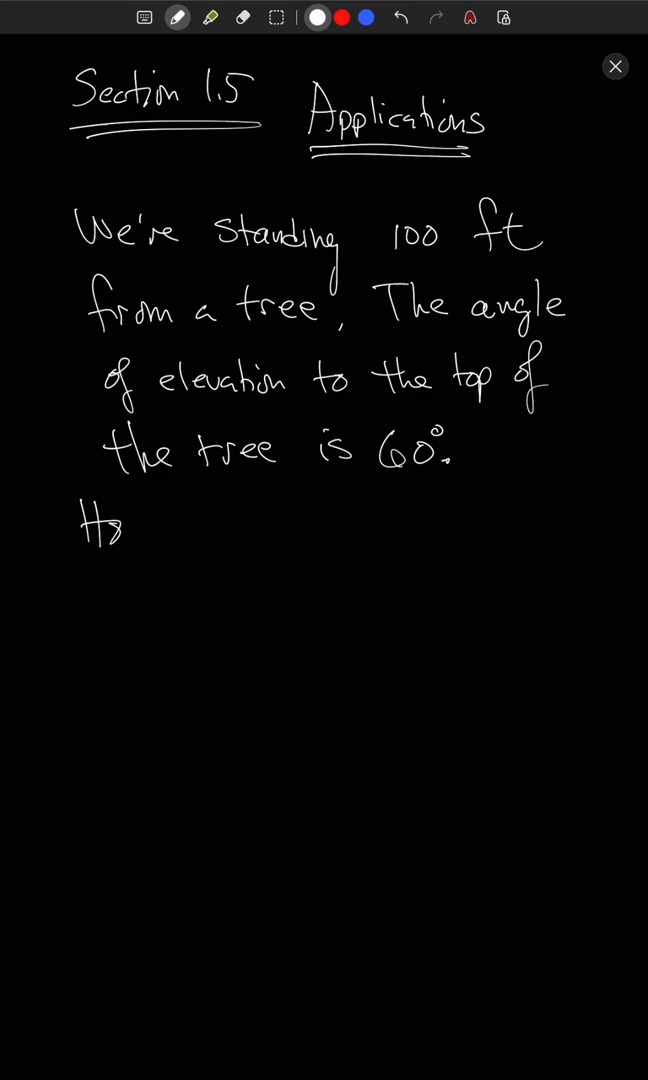 Section 1.5 Applications
We're standing 100 ft
from a tree. The angle
of elevation to the top of
the tree is 60°.
Ho